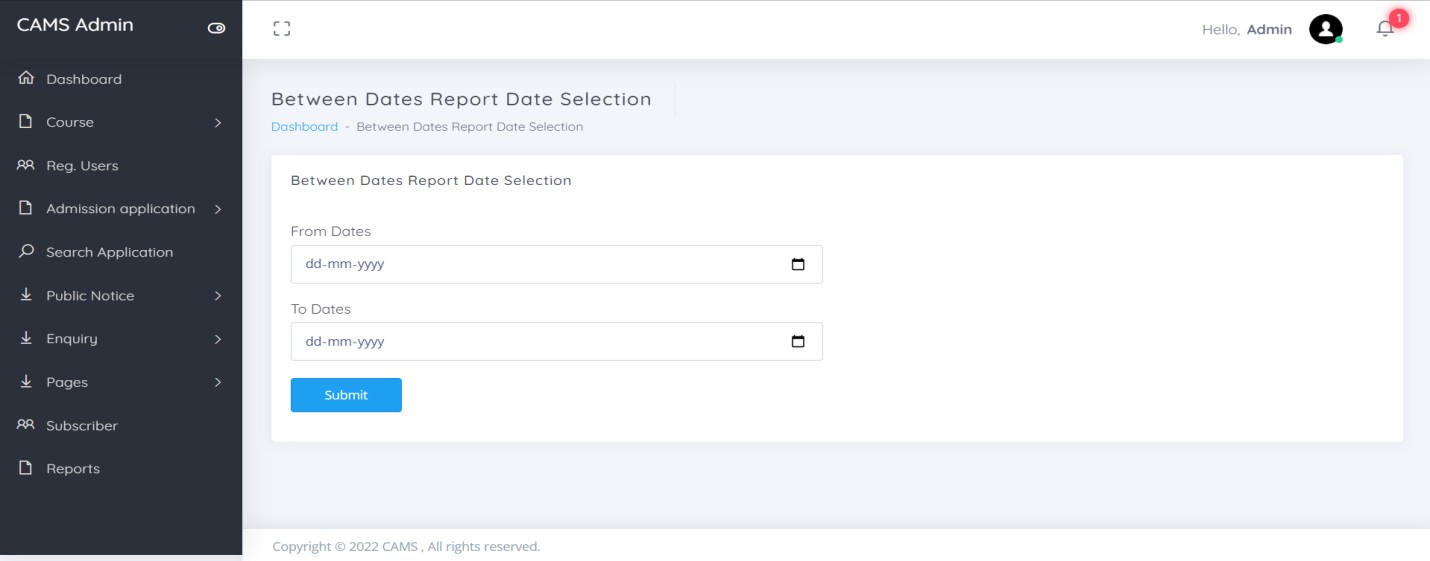 CAMS Admin
Hello, Admin
1
Dashboard
Course
Reg. Users
Admission application
Search Application
Public Notice
Enquiry
Pages
Subscriber
Reports
Between Dates Report Date Selection
Dashboard - Between Dates Report Date Selection
Between Dates Report Date Selection
From Dates
dd-mm-yyyy
To Dates
dd-mm-yyyy
Submit
Copyright © 2022 CAMS , All rights reserved.